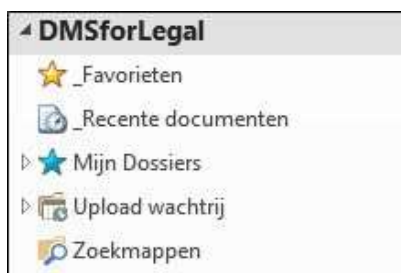 DMSforLegal
_Favorieten
_Recente documenten
Mijn Dossiers
Upload wachtrij
Zoekmappen